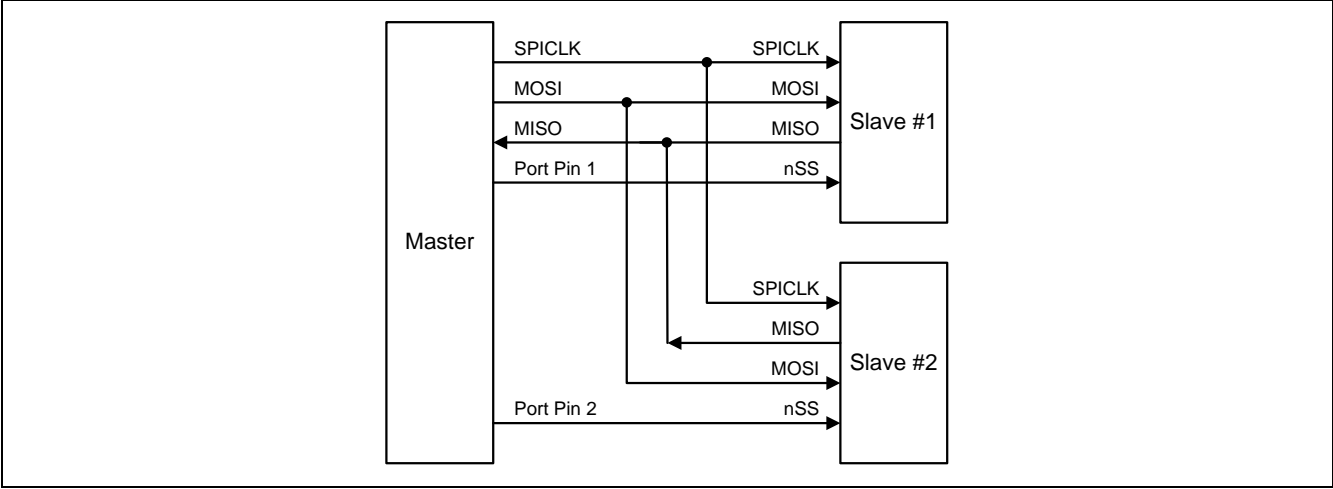 SPICLK SPICLK
MOSI MOSI
MISO MISO
Port Pin 1 nSS
Slave #1
Master
SPICLK
MISO
MOSI
Port Pin 2 nSS
Slave #2